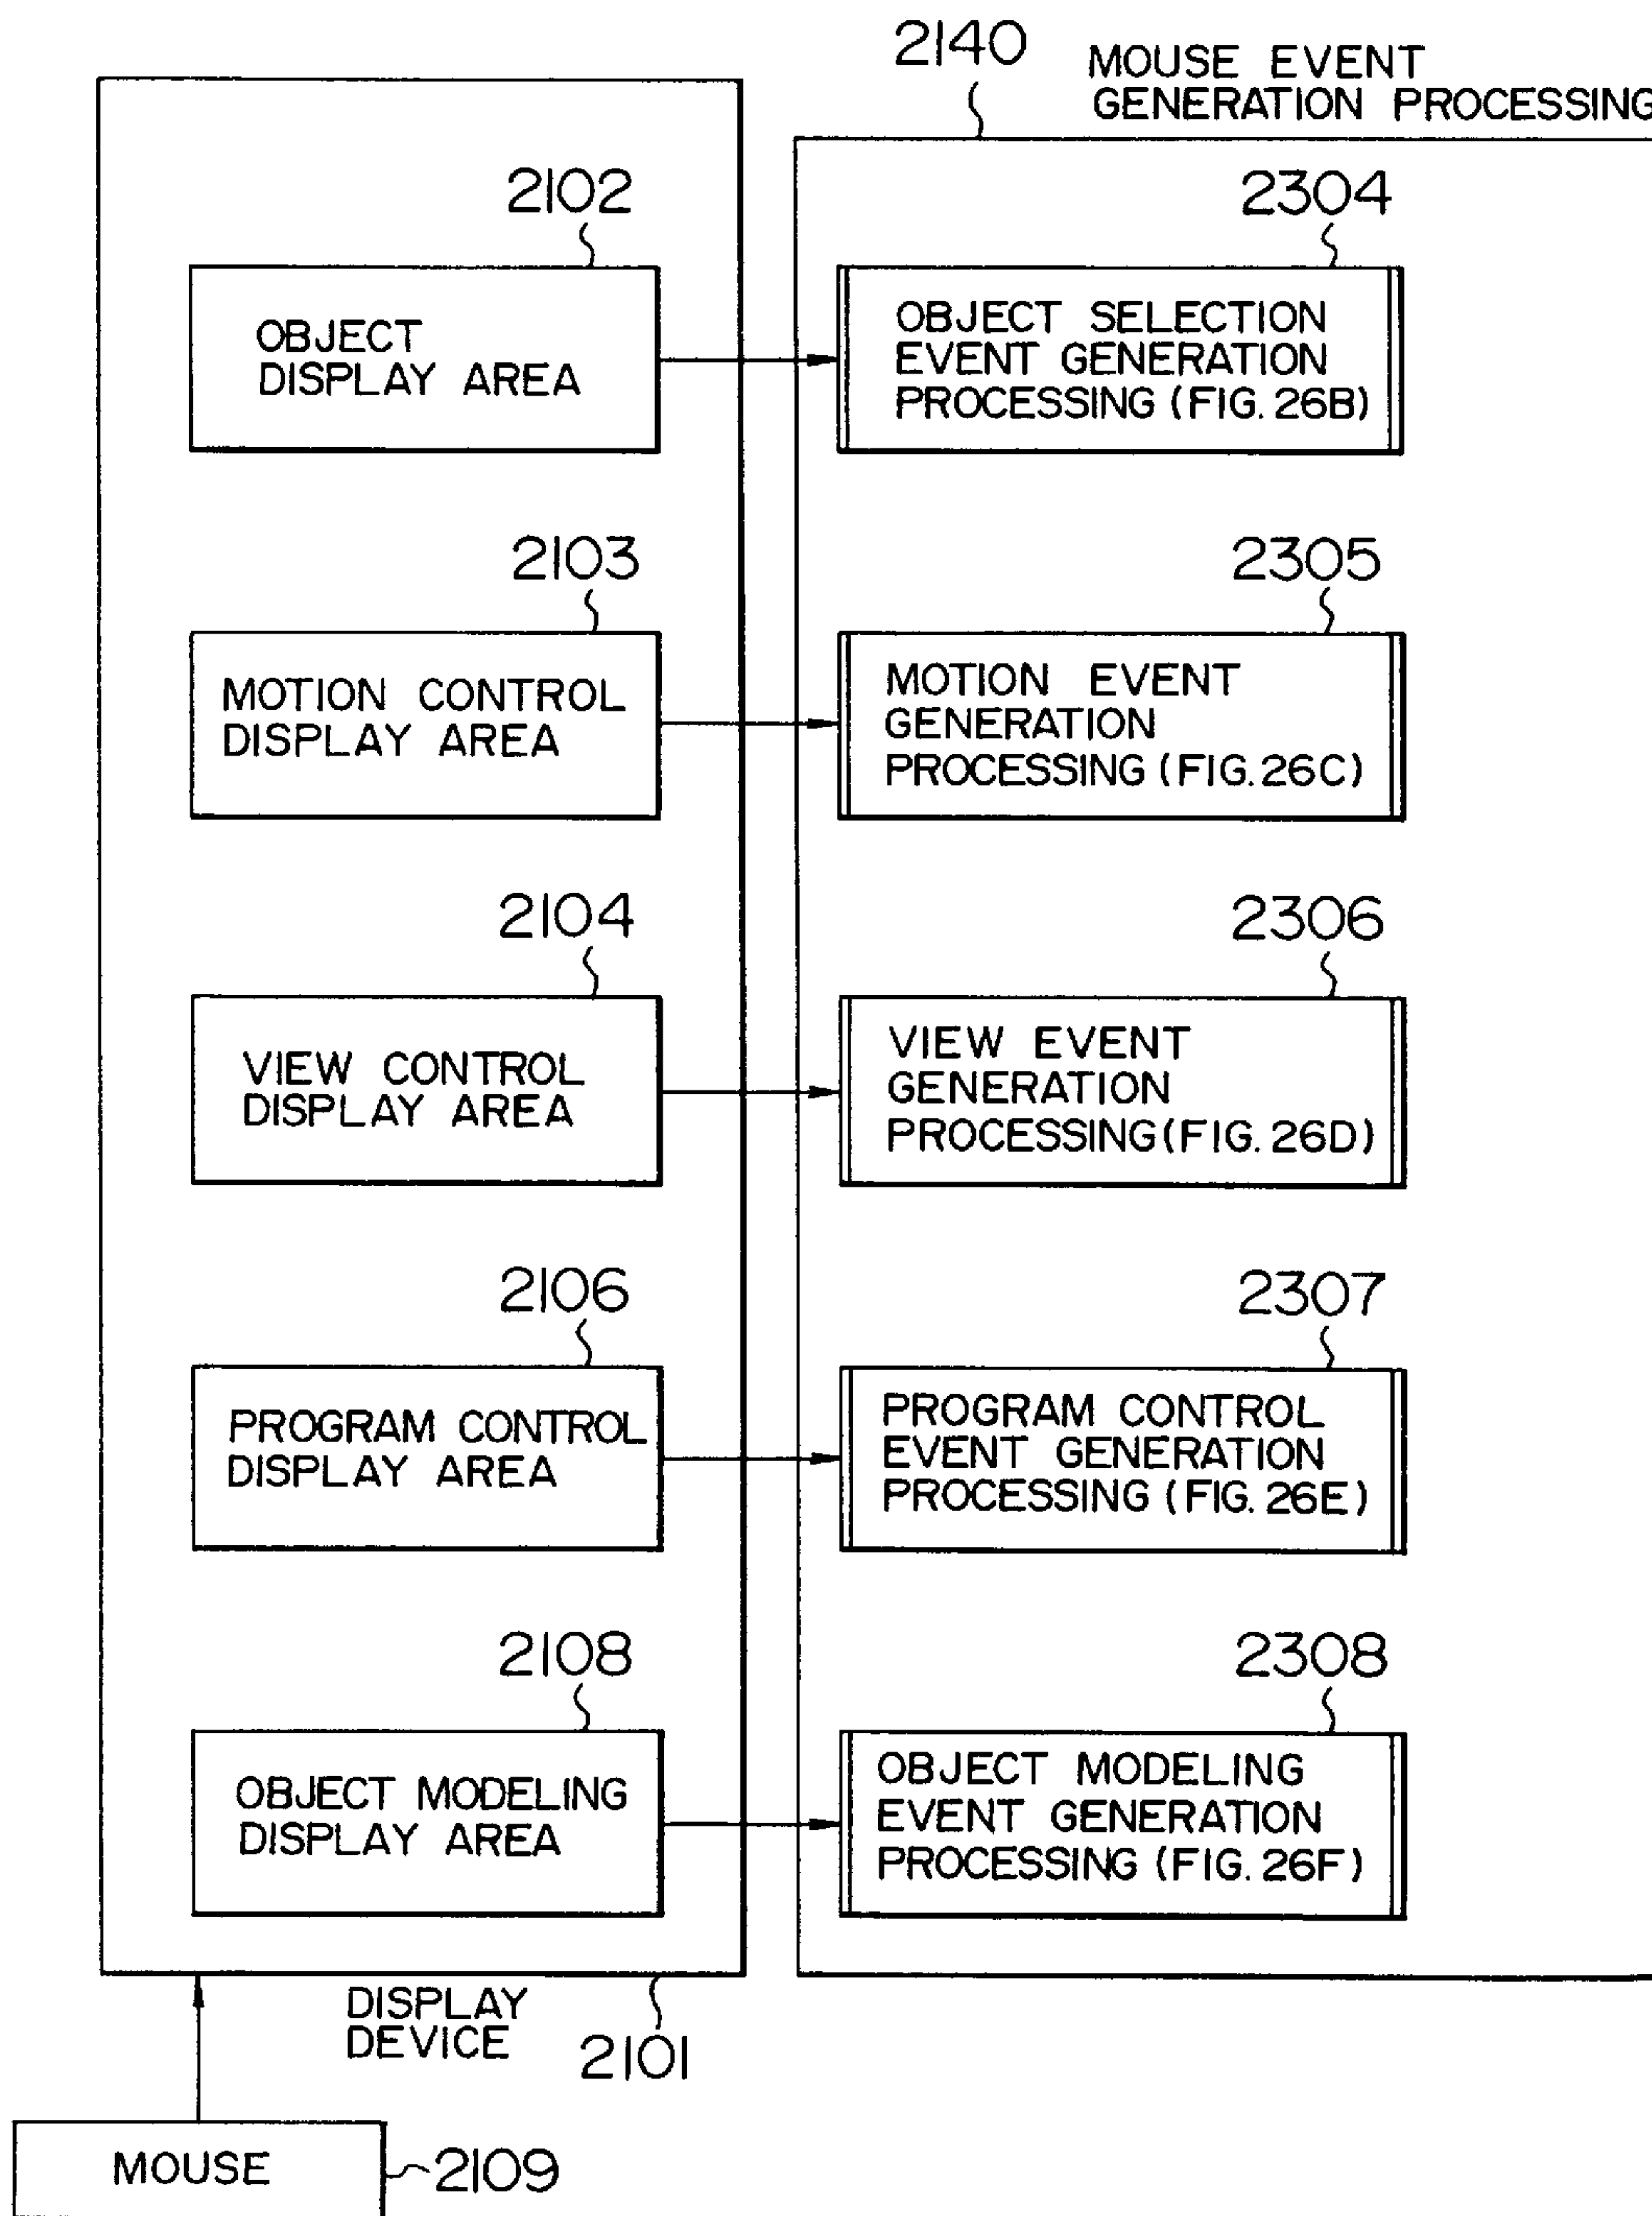 2140
MOUSE EVENT
GENERATION PROCESSING
2102
OBJECT
DISPLAY AREA
2304
OBJECT SELECTION
EVENT GENERATION
PROCESSING (FIG. 26B)
2103
MOTION CONTROL
DISPLAY AREA
2305
MOTION EVENT
GENERATION
PROCESSING (FIG. 26C)
2104
VIEW CONTROL
DISPLAY AREA
2306
VIEW EVENT
GENERATION
PROCESSING (FIG. 26D)
2106
PROGRAM CONTROL
DISPLAY AREA
2307
PROGRAM CONTROL
EVENT GENERATION
PROCESSING (FIG. 26E)
2108
OBJECT MODELING
DISPLAY AREA
2308
OBJECT MODELING
EVENT GENERATION
PROCESSING (FIG. 26F)
DISPLAY
DEVICE
2101
MOUSE
2109